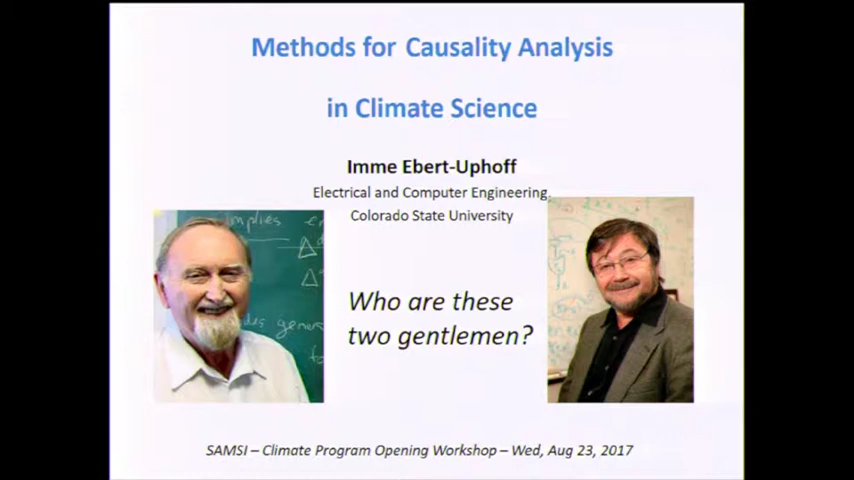 Methods for Causality Analysis
in Climate Science
Imme Ebert-Uphoff
Electrical and Computer Engineering
Colorado State University
implies
Who are these
two gentlemen?
SAMSI – Climate Program Opening Workshop – Wed, Aug 23, 2017